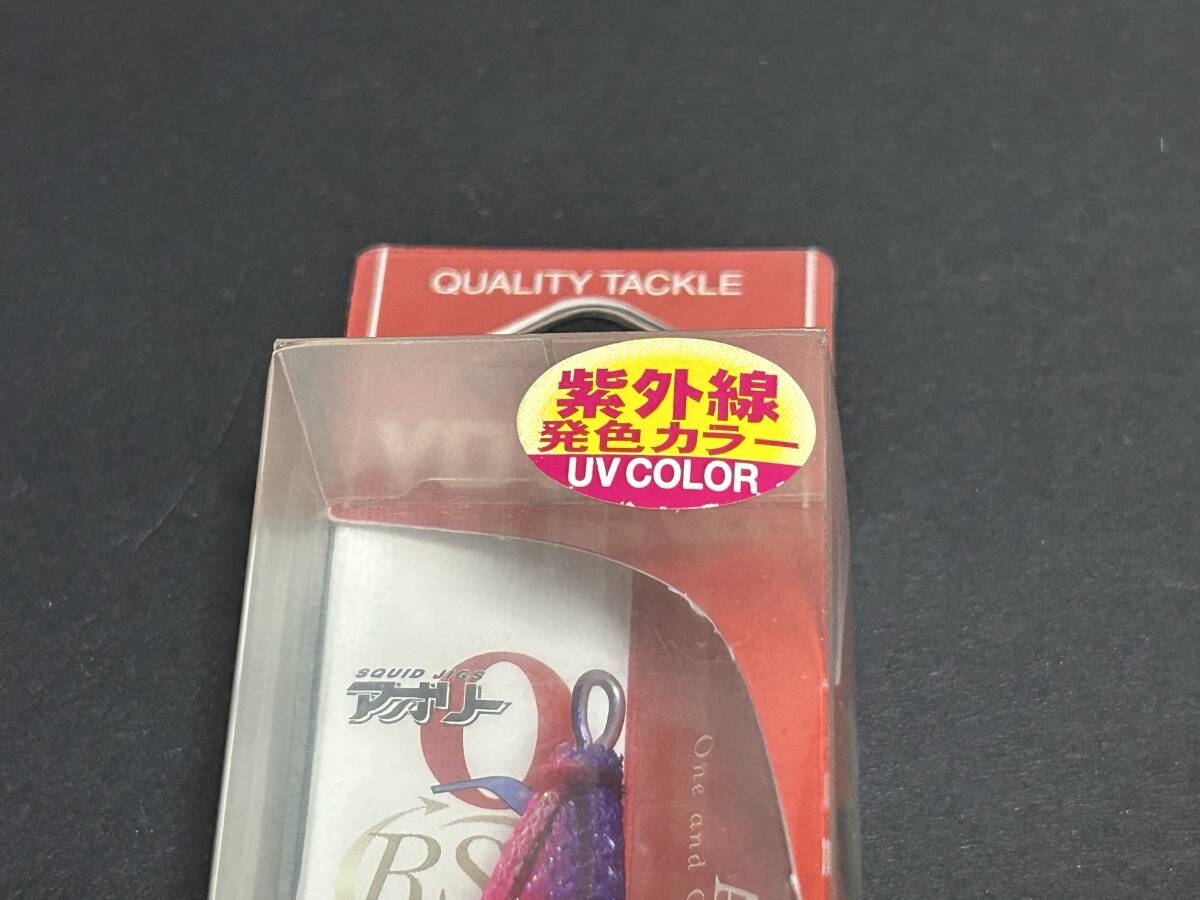 QUALITY TACKLE
紫外線
発色カラー
UV COLOR
SQUID JIGS
アオリー
Q
RS
One and